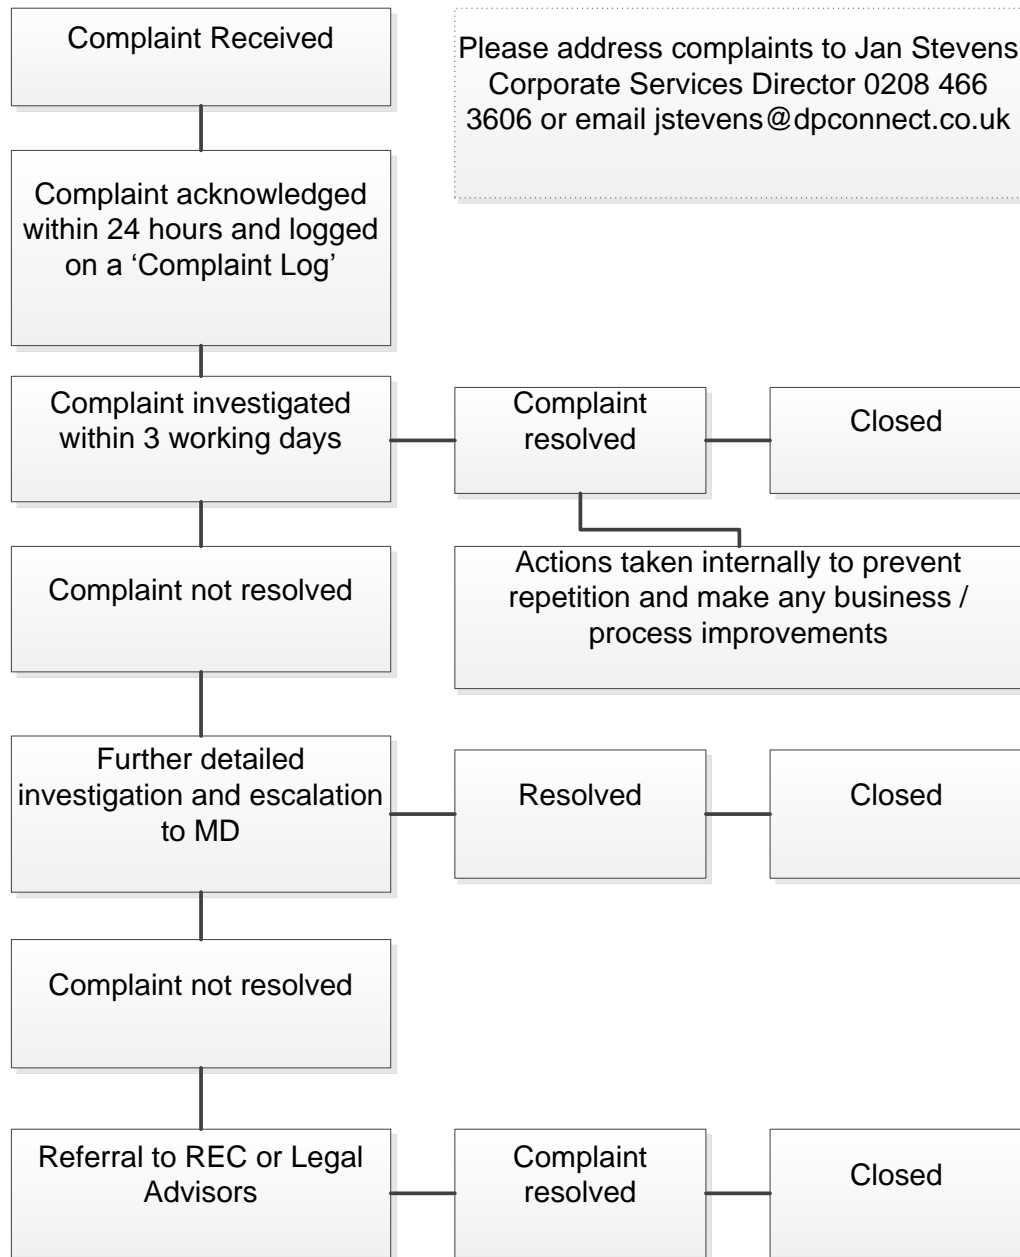 Complaint Received
Please address complaints to Jan Stevens
Corporate Services Director 0208 466
3606 or email jstevens@dpconnect.co.uk
Complaint acknowledged
within 24 hours and logged
on a ‘Complaint Log’
Complaint investigated
within 3 working days
Complaint
resolved
Closed
Complaint not resolved
Actions taken internally to prevent
repetition and make any business /
process improvements
Further detailed
investigation and escalation
to MD
Resolved
Closed
Complaint not resolved
Referral to REC or Legal
Advisors
Complaint
resolved
Closed